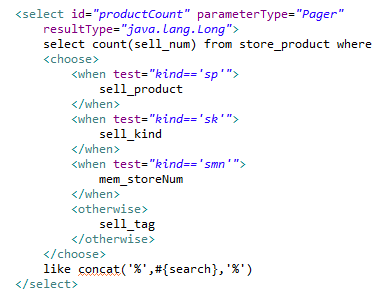 <select id="productCount" parameterType="Pager"
resultType="java.lang.Long">
select count(sell_num) from store_product where
<choose>
<when test="kind=='sp'">
sell_product
</when>
<when test="kind=='sk'">
sell_kind
</when>
<when test="kind=='smn'">
mem_storeNum
</when>
<otherwise>
sell_tag
</otherwise>
</choose>
like concat('%',#{search},'%')
</select>